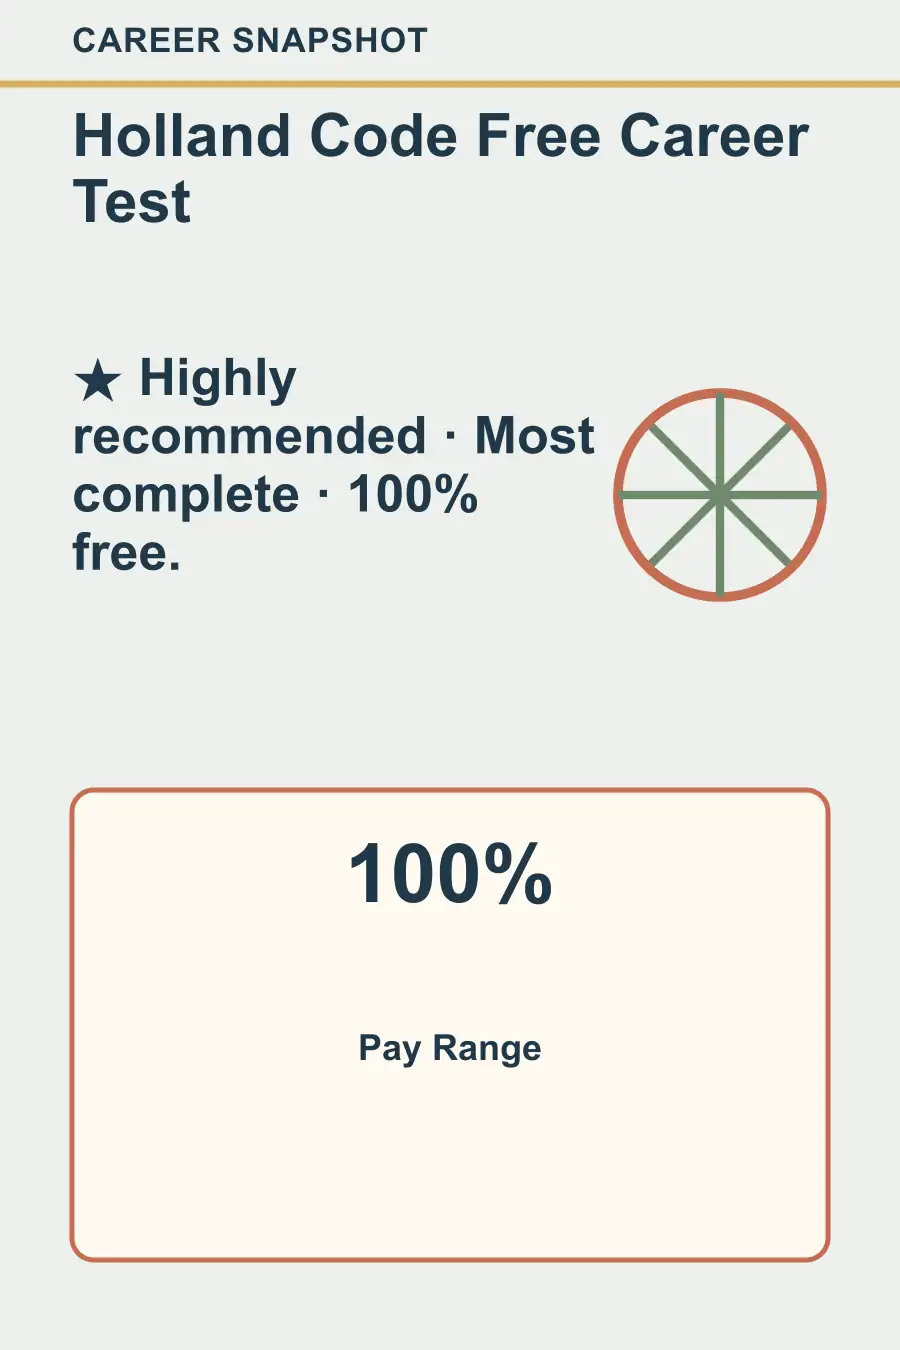 CAREER SNAPSHOT
Holland Code Free Career
Test
★ Highly
recommended · Most
complete · 100%
free.
100%
Pay Range